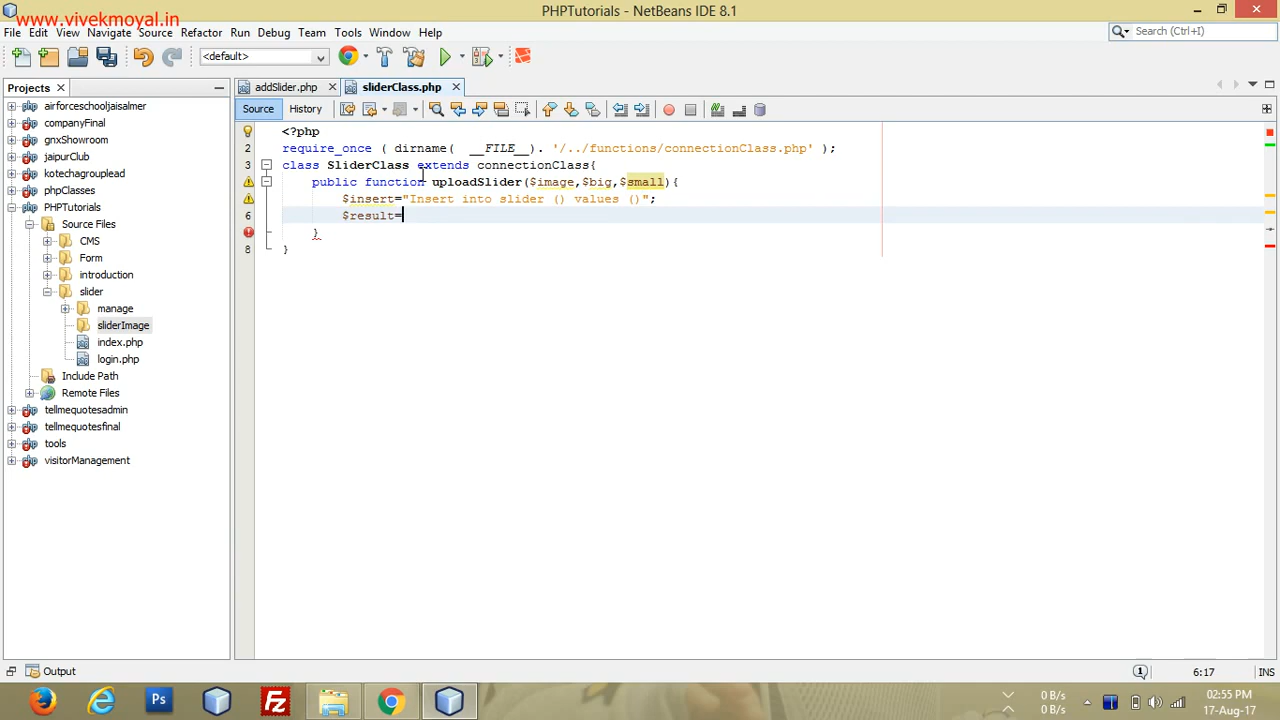 www.vivekmoyal.in
PHPTutorials - NetBeans IDE 8.1
File Edit View Navigate Source Refactor Run Debug Team Tools Window Help
Search (Ctrl+I)
<default>
Projects
addSlider.php
sliderClass.php
Source
History
airforceschooljaisalmer
companyFinal
gnxShowroom
jaipurClub
kotechagrouplead
phpClasses
PHPTutorials
Source Files
CMS
Form
introduction
slider
manage
sliderImage
index.php
login.php
Include Path
Remote Files
tellmequotesadmin
tellmequotesfinal
tools
visitorManagement
<?php
2 require_once ( dirname( __FILE__). '/../functions/connectionClass.php' );
3 class SliderClass extends connectionClass{
public function uploadSlider($image,$big,$small){
$insert="Insert into slider () values ()";
6 $result=
}
8 }
Output
6:17
INS
Ps
Fz
0 B/s
0 B/s
02:55 PM
17-Aug-17